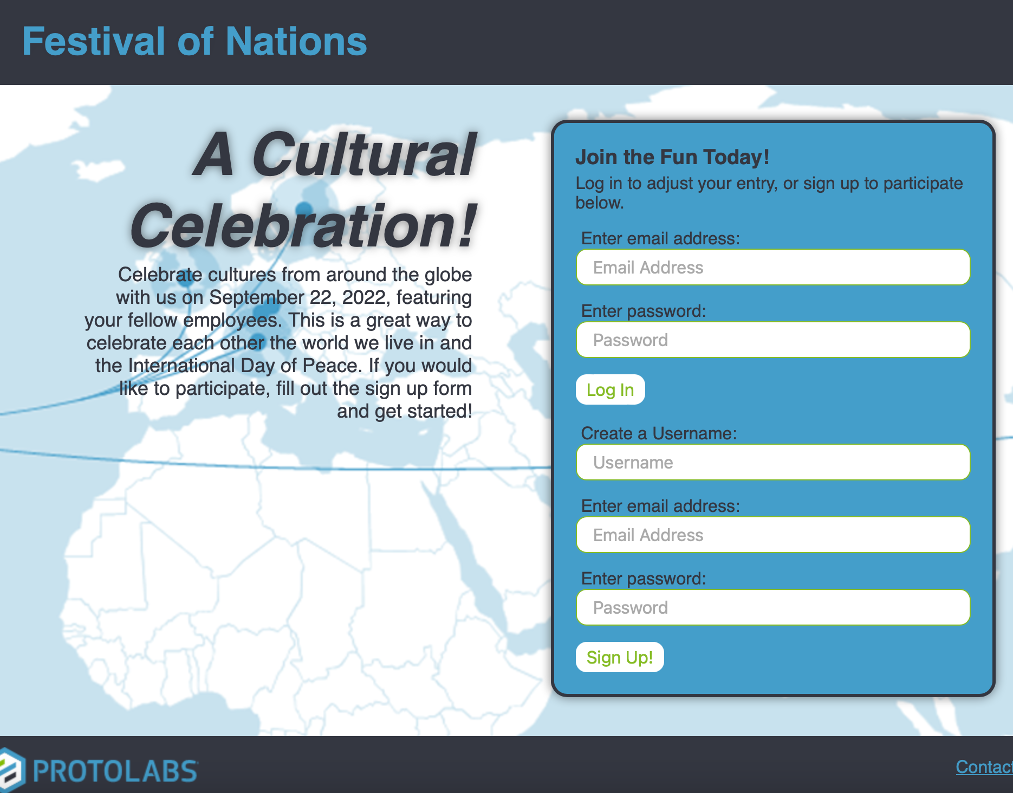 Festival of Nations
A Cultural
Celebration!
Celebrate cultures from around the globe
with us on September 22, 2022, featuring
your fellow employees. This is a great way to
celebrate each other the world we live in and
the International Day of Peace. If you would
like to participate, fill out the sign up form
and get started!
Join the Fun Today!
Log in to adjust your entry, or sign up to participate
below.
Enter email address:
Email Address
Enter password:
Password
Log In
Create a Username:
Username
Enter email address:
Email Address
Enter password:
Password
Sign Up!
PROTOLABS
Contact